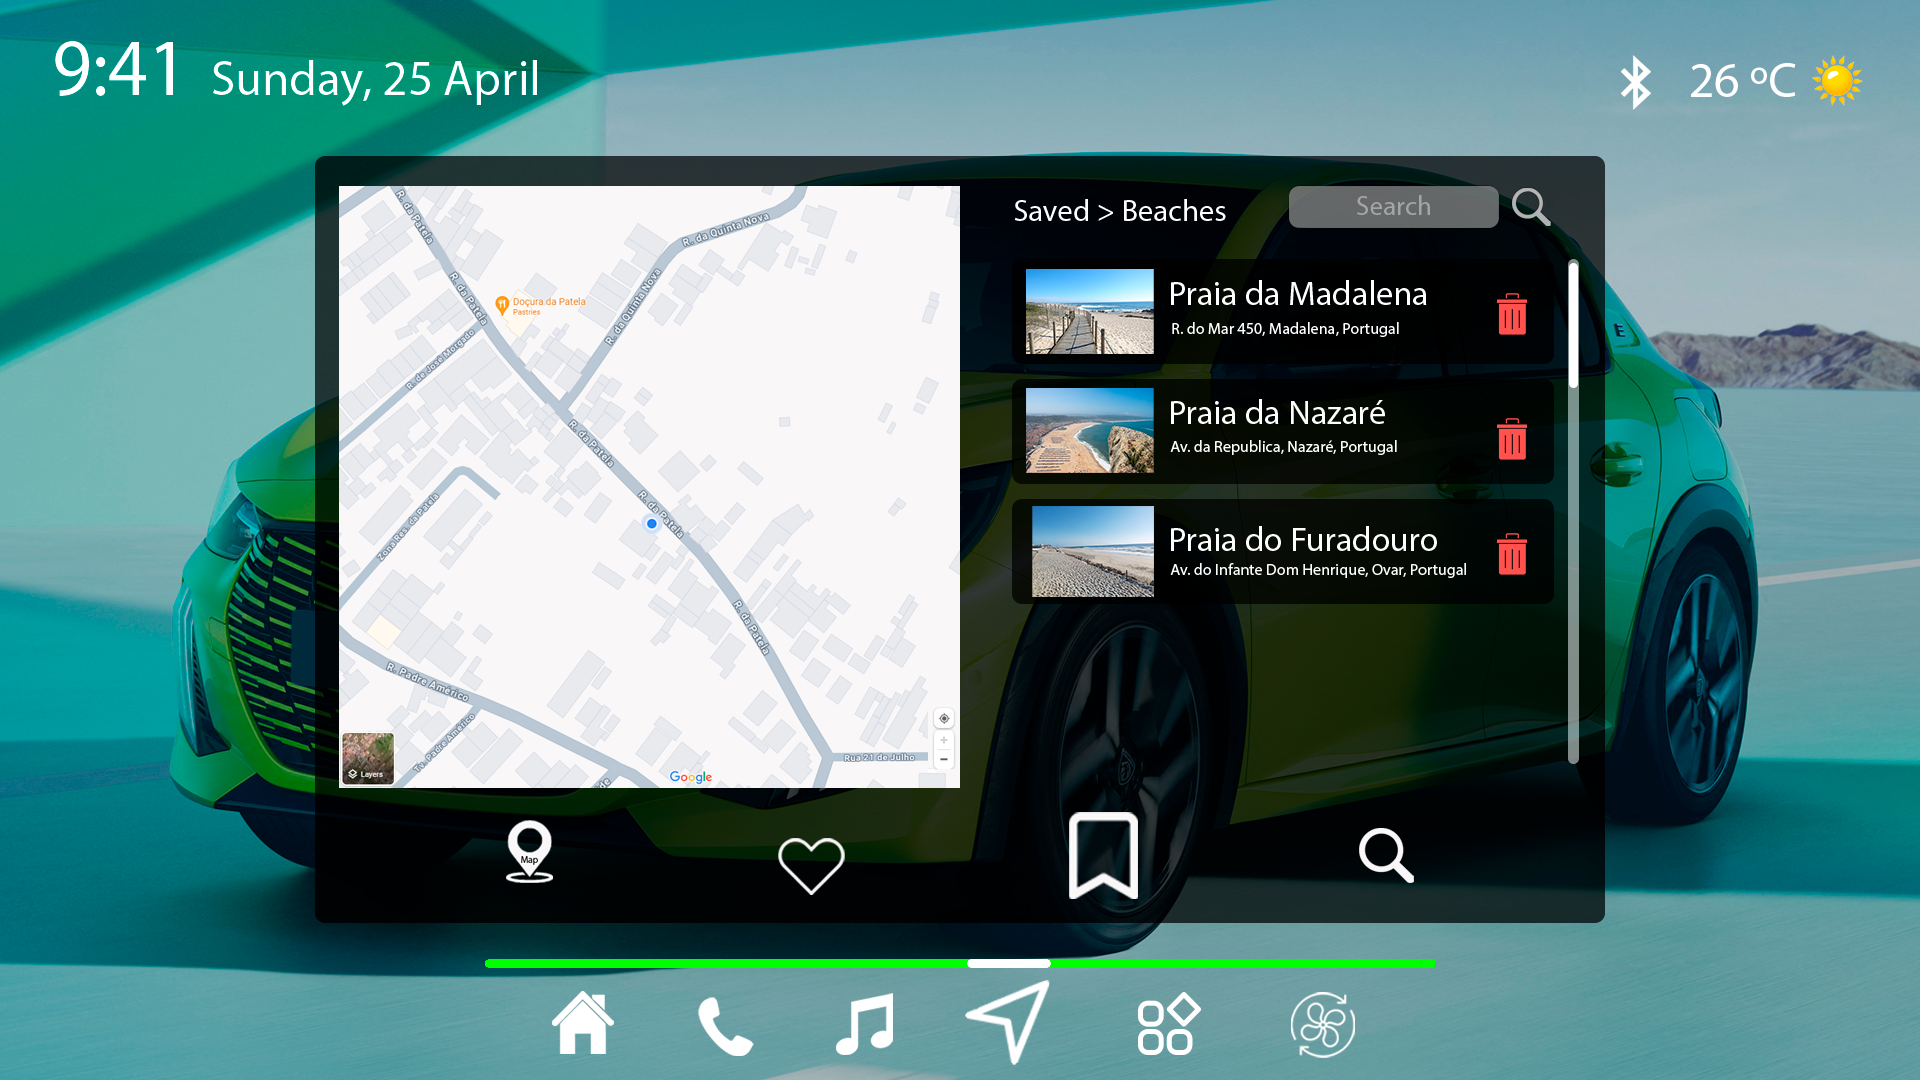 9:41 Sunday, 25 April
26 ºC
Saved > Beaches
Search
Praia da Madalena
R. do Mar 450, Madalena, Portugal
Praia da Nazaré
Av. da Republica, Nazaré, Portugal
Praia do Furadouro
Av. do Infante Dom Henrique, Ovar, Portugal
R. da Patela
R. da Quinta Nova
R. da Patela
Doçura da Patela
Pastries
R. da Quinta Nova
R. de José Morgado
R. da Patela
R. da Patela
Zona Res. da Patela
R. da Patela
R. Padre Américo
Tv. Padre Américo
Rua 21 de Julho
Layers
Google
Map
E